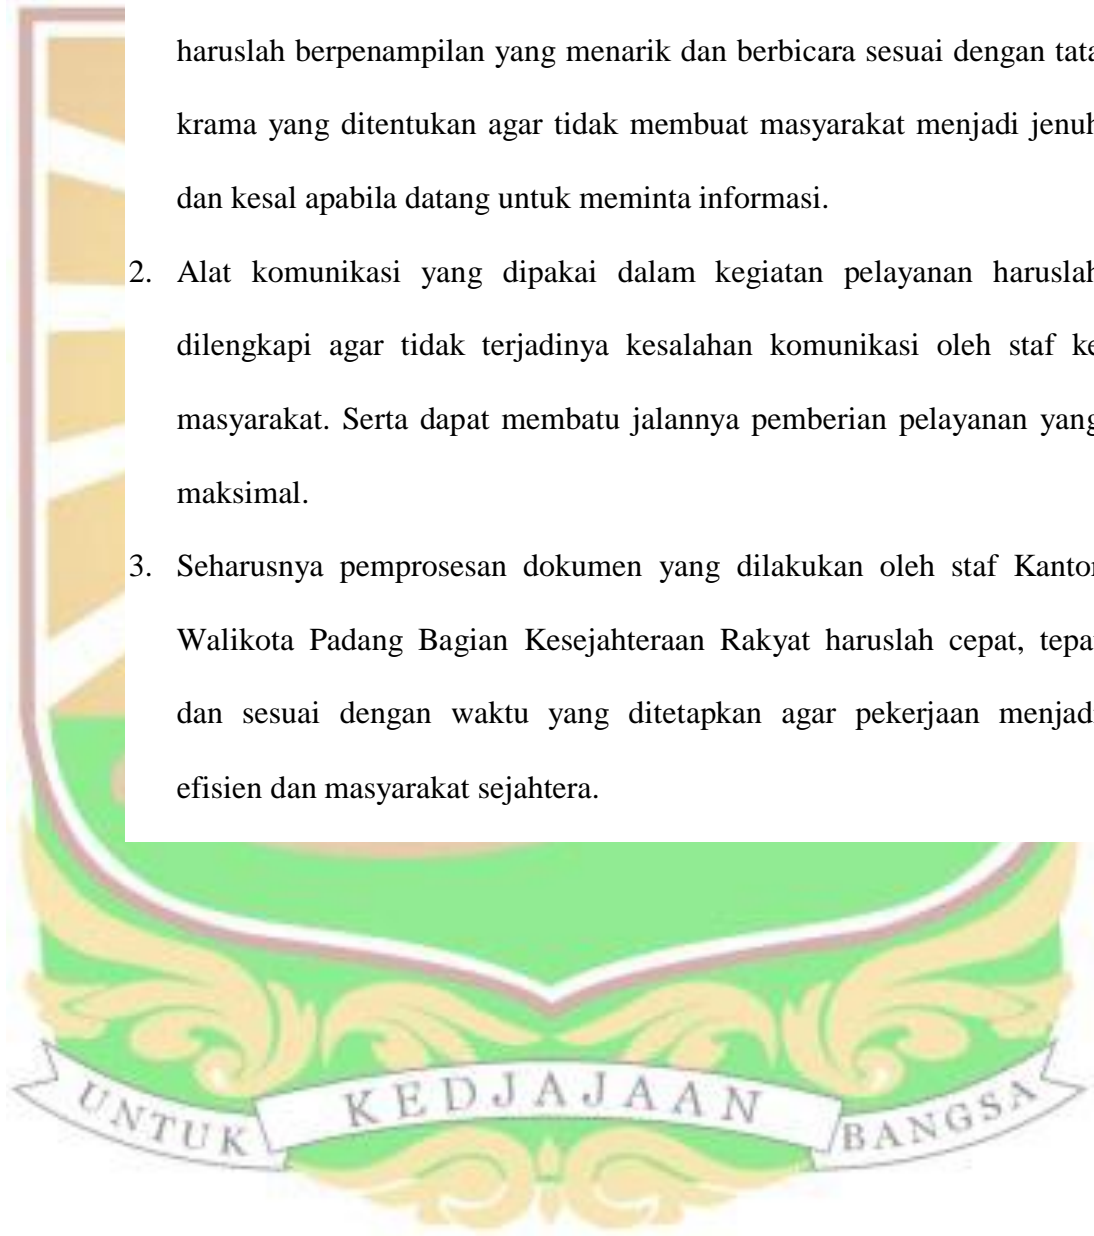 haruslah berpenampilan yang menarik dan berbicara sesuai dengan tata
krama yang ditentukan agar tidak membuat masyarakat menjadi jenuh
dan kesal apabila datang untuk meminta informasi.
2. Alat komunikasi yang dipakai dalam kegiatan pelayanan haruslah
dilengkapi agar tidak terjadinya kesalahan komunikasi oleh staf ke
masyarakat. Serta dapat membatu jalannya pemberian pelayanan yang
maksimal.
3. Seharusnya pemprosesan dokumen yang dilakukan oleh staf Kantor
Walikota Padang Bagian Kesejahteraan Rakyat haruslah cepat, tepat
dan sesuai dengan waktu yang ditetapkan agar pekerjaan menjadi
efisien dan masyarakat sejahtera.
UNTUK KEDJAJAAN BANGSA